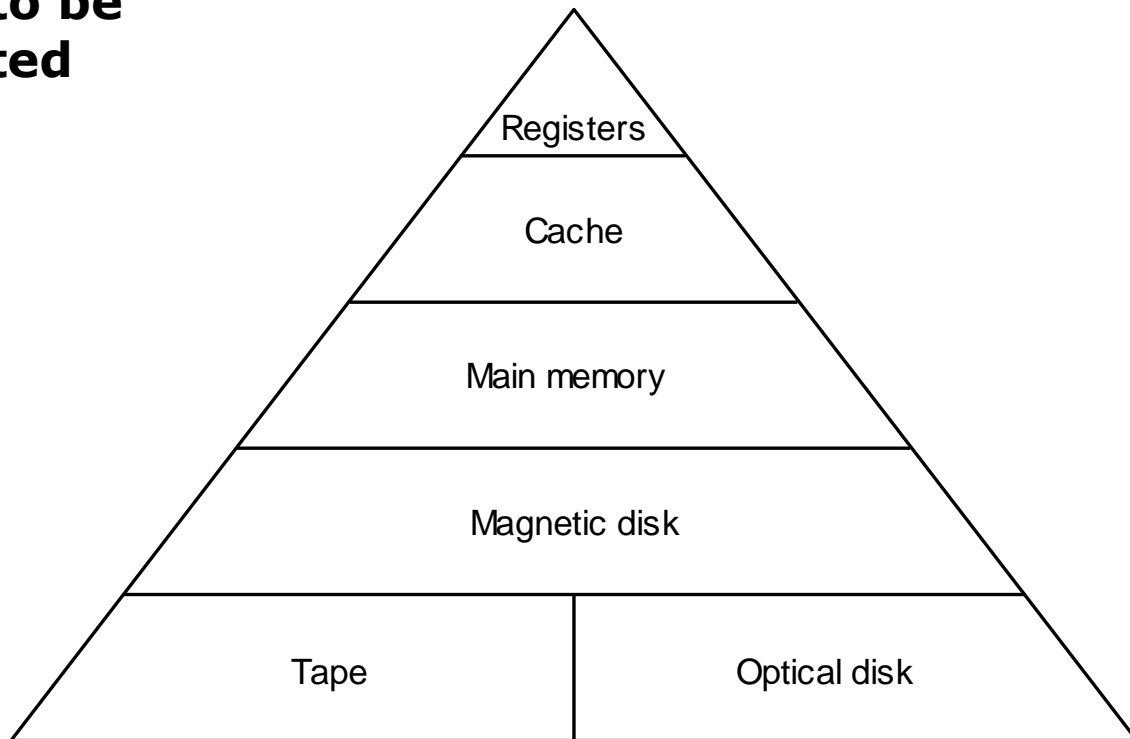 to be
ted
Registers
Cache
Main memory
Magnetic disk
Tape
Optical disk